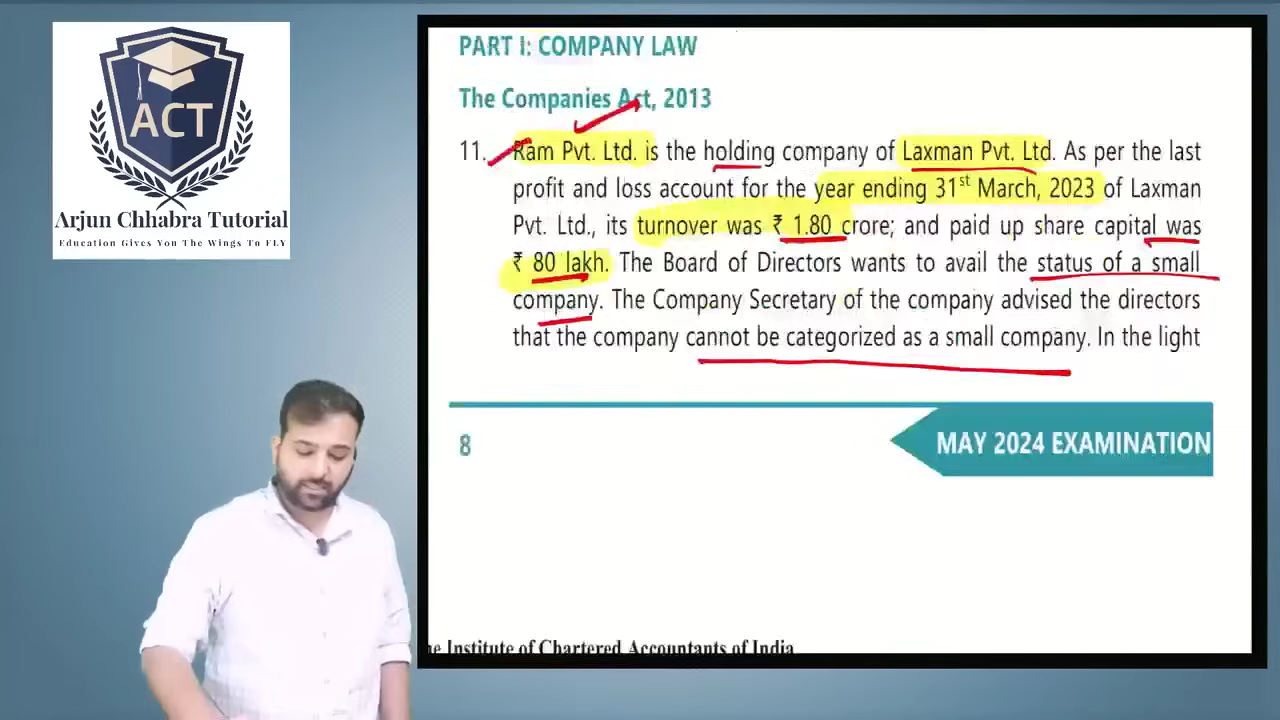 ACT
Arjun Chhabra Tutorial
Education Gives You The Wings To FLY
PART I: COMPANY LAW
The Companies Act, 2013
11. Ram Pvt. Ltd. is the holding company of Laxman Pvt. Ltd. As per the last
profit and loss account for the year ending 31st March, 2023 of Laxman
Pvt. Ltd., its turnover was ₹ 1.80 crore; and paid up share capital was
₹ 80 lakh. The Board of Directors wants to avail the status of a small
company. The Company Secretary of the company advised the directors
that the company cannot be categorized as a small company. In the light
8
MAY 2024 EXAMINATION
e Institute of Chartered Accountants of India